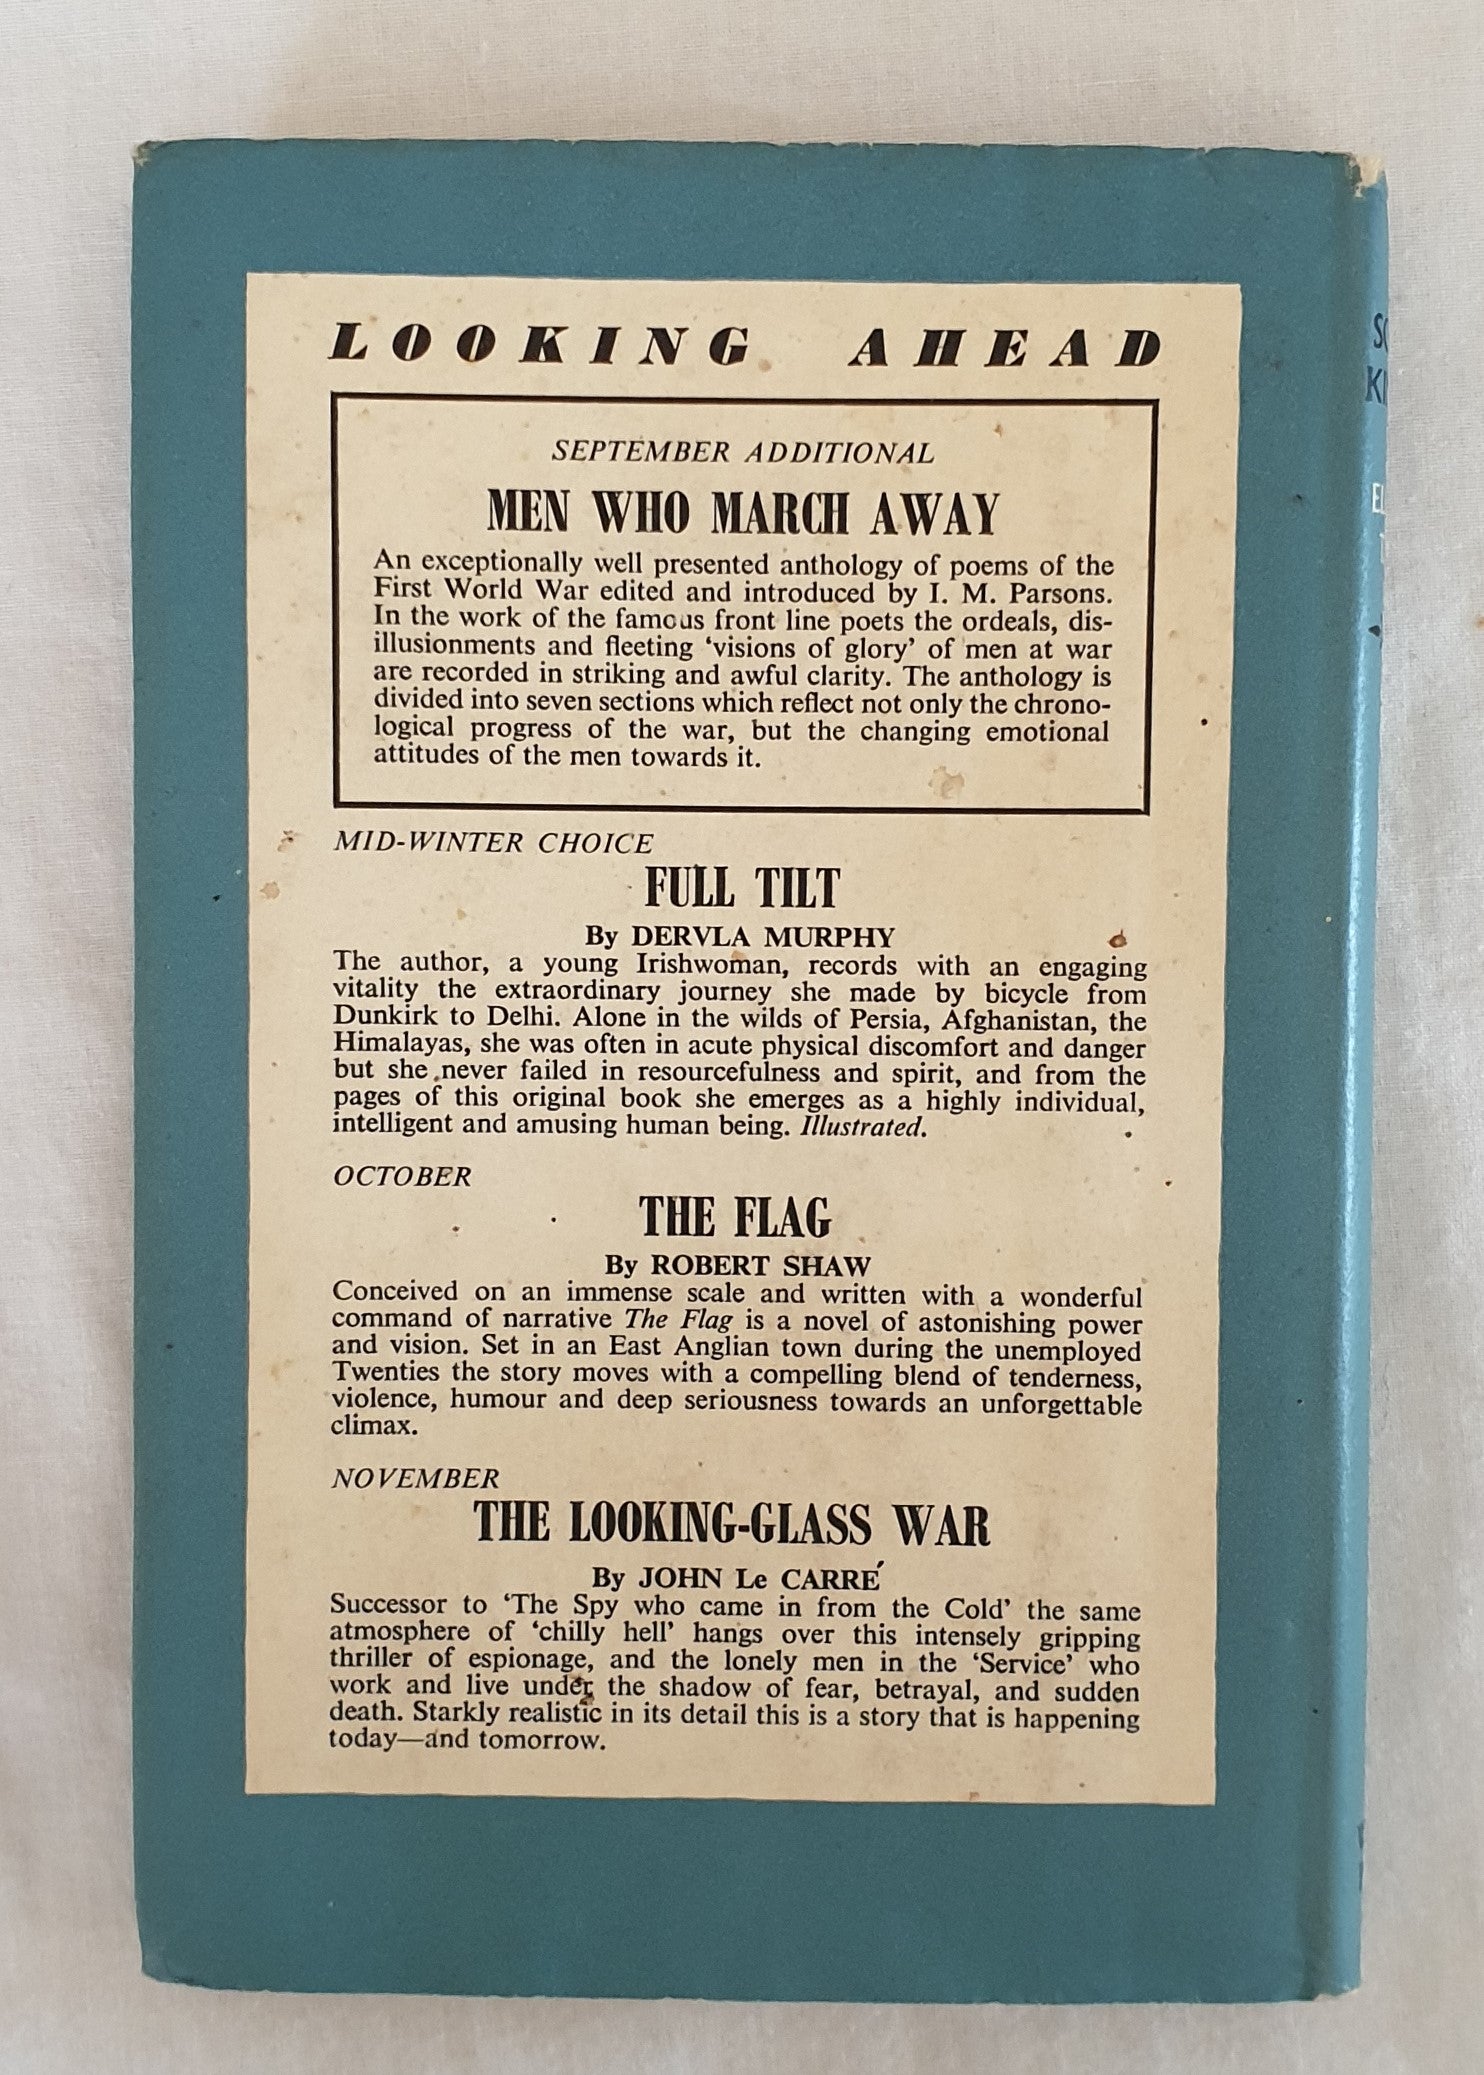 LOOKING AHEAD
SEPTEMBER ADDITIONAL
MEN WHO MARCH AWAY
An exceptionally well presented anthology of poems of the
First World War edited and introduced by I. M. Parsons.
In the work of the famous front line poets the ordeals, dis-
illusionments and fleeting ‘visions of glory’ of men at war
are recorded in striking and awful clarity. The anthology is
divided into seven sections which reflect not only the chrono-
logical progress of the war, but the changing emotional
attitudes of the men towards it.
MID-WINTER CHOICE
FULL TILT
By DERVLA MURPHY
The author, a young Irishwoman, records with an engaging
vitality the extraordinary journey she made by bicycle from
Dunkirk to Delhi. Alone in the wilds of Persia, Afghanistan, the
Himalayas, she was often in acute physical discomfort and danger
but she never failed in resourcefulness and spirit, and from the
pages of this original book she emerges as a highly individual,
intelligent and amusing human being. Illustrated.
OCTOBER
THE FLAG
By ROBERT SHAW
Conceived on an immense scale and written with a wonderful
command of narrative The Flag is a novel of astonishing power
and vision. Set in an East Anglian town during the unemployed
Twenties the story moves with a compelling blend of tenderness,
violence, humour and deep seriousness towards an unforgettable
climax.
NOVEMBER
THE LOOKING-GLASS WAR
By JOHN Le CARRÉ
Successor to ‘The Spy who came in from the Cold’ the same
atmosphere of ‘chilly hell’ hangs over this intensely gripping
thriller of espionage, and the lonely men in the ‘Service’ who
work and live under the shadow of fear, betrayal, and sudden
death. Starkly realistic in its detail this is a story that is happening
today—and tomorrow.